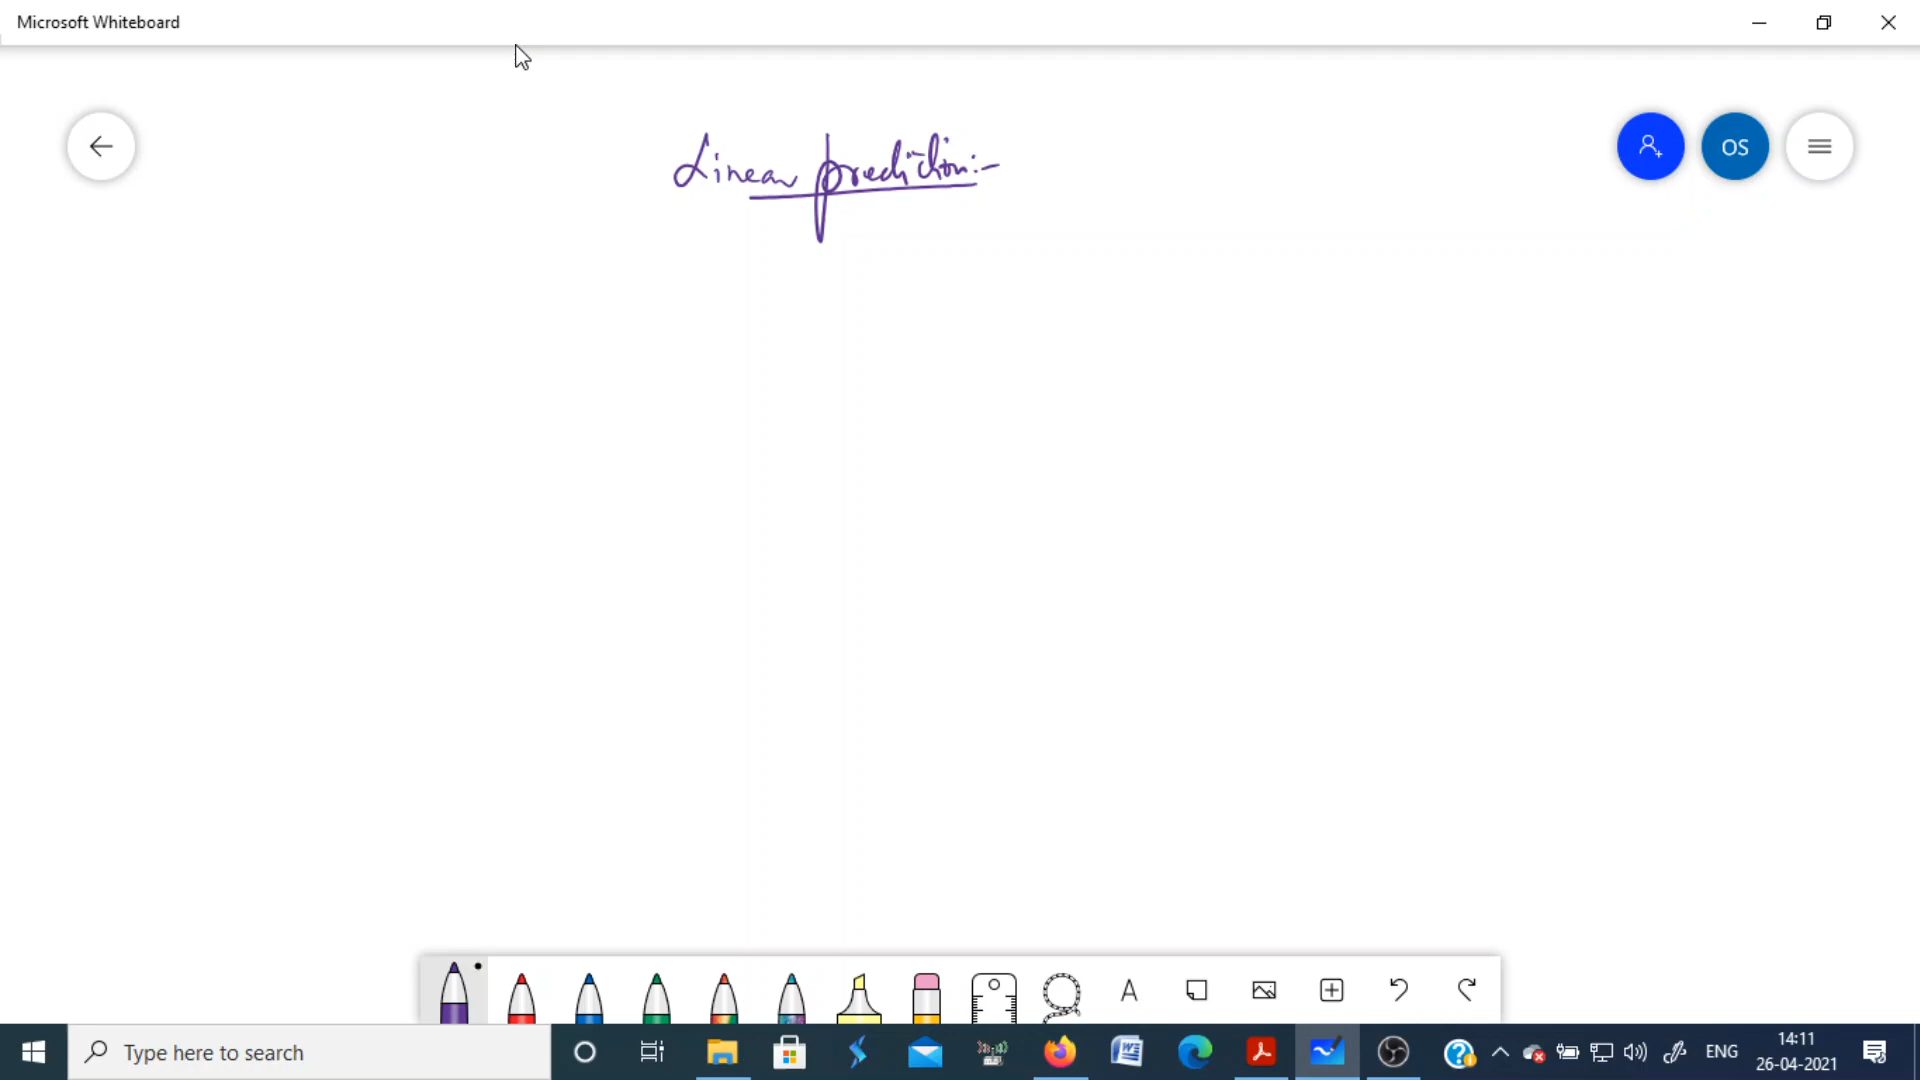 Microsoft Whiteboard
OS
Linear prediction:-
A
Type here to search
ENG
14:11
26-04-2021